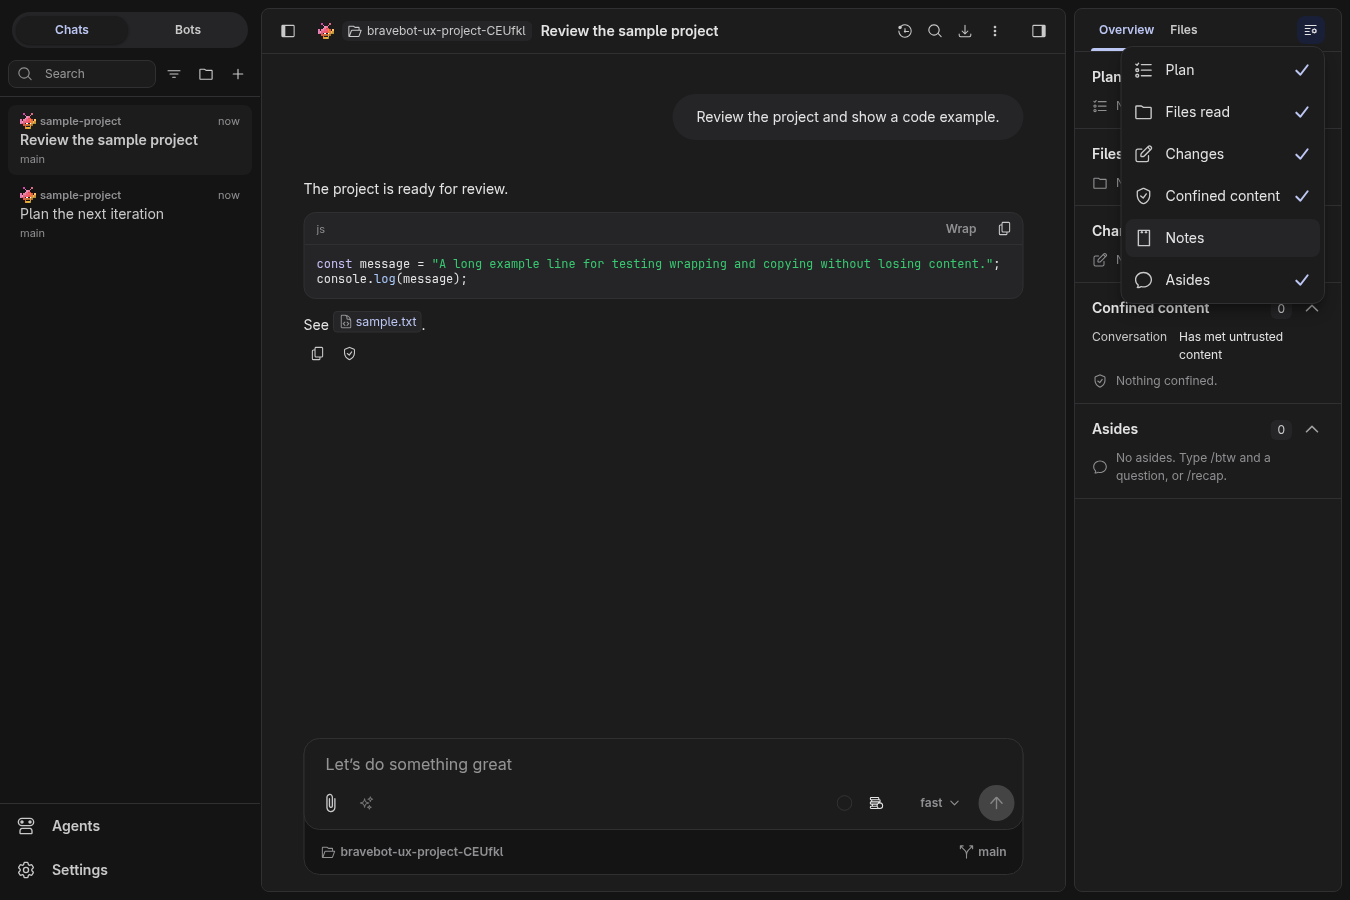 Chats
Bots
Search
sample-project
now
Review the sample project
main
sample-project
now
Plan the next iteration
main
Agents
Settings
bravebot-ux-project-CEUfkl
Review the sample project
Review the project and show a code example.
The project is ready for review.
js
Wrap
const message = "A long example line for testing wrapping and copying without losing content.";
console.log(message);
See sample.txt.
Let's do something great
fast
bravebot-ux-project-CEUfkl
main
Overview
Files
Plan
Files
Plan
Files read
Changes
Confined content
Notes
Asides
Confined content
0
Conversation
Has met untrusted
content
Nothing confined.
Asides
0
No asides. Type /btw and a
question, or /recap.